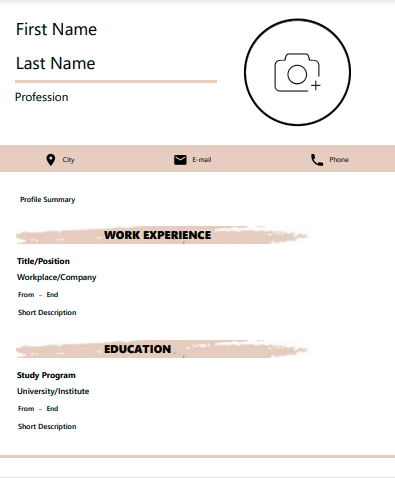 First Name
Last Name
Profession
City E-mail Phone
Profile Summary
WORK EXPERIENCE
Title/Position
Workplace/Company
From – End
Short Description
EDUCATION
Study Program
University/Institute
From – End
Short Description